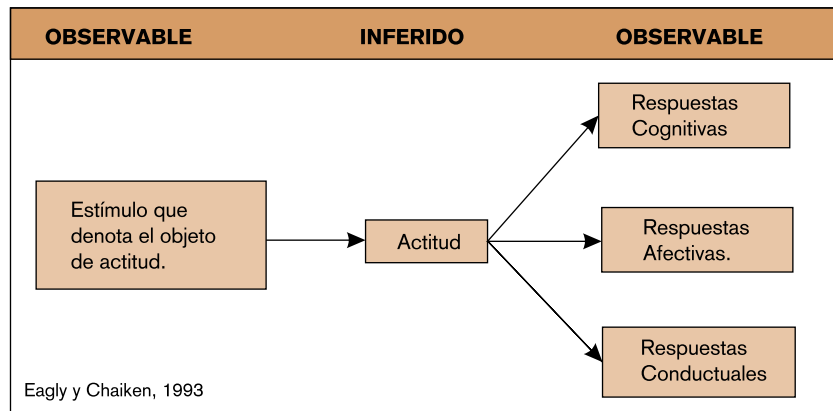 OBSERVABLE INFERIDO OBSERVABLE
Estímulo que
denota el objeto
de actitud.
Actitud
Respuestas
Cognitivas
Respuestas
Afectivas.
Respuestas
Conductuales
Eagly y Chaiken, 1993